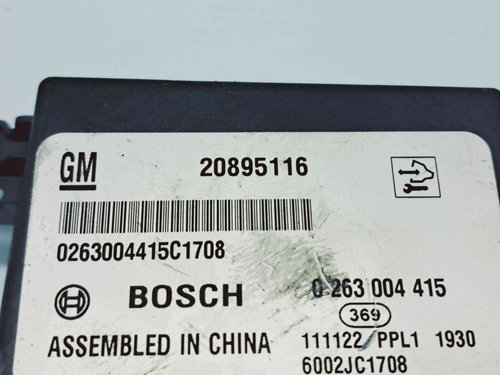 GM 20895116
0263004415C1708
BOSCH 0 263 004 415
369
ASSEMBLED IN CHINA 111122 PPL1 1930
6002JC1708